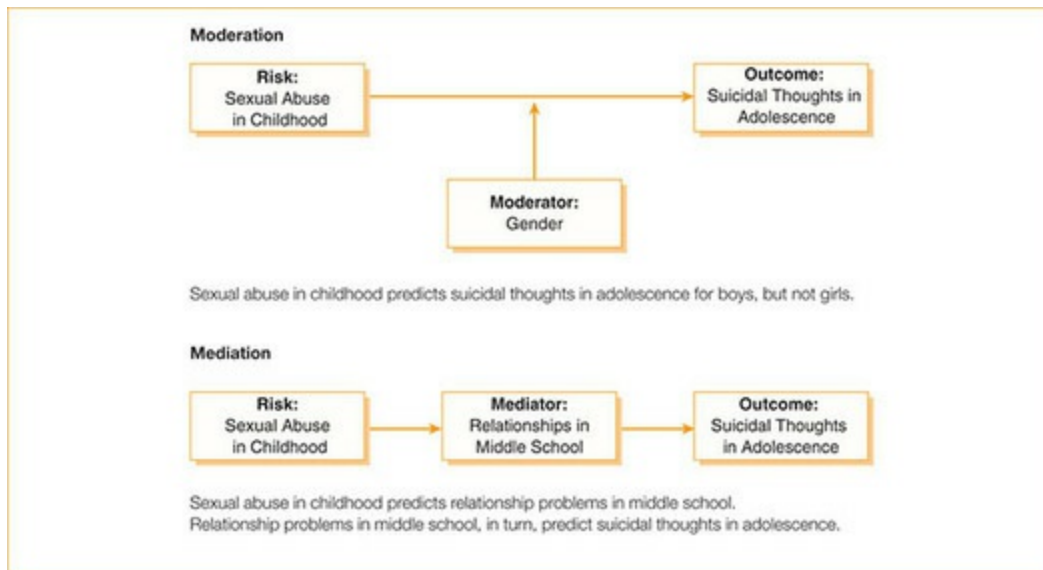 Moderation
Risk:
Sexual Abuse
in Childhood
Outcome:
Suicidal Thoughts in
Adolescence
Moderator:
Gender
Sexual abuse in childhood predicts suicidal thoughts in adolescence for boys, but not girls.
Mediation
Risk:
Sexual Abuse
in Childhood
Mediator:
Relationships in
Middle School
Outcome:
Suicidal Thoughts
in Adolescence
Sexual abuse in childhood predicts relationship problems in middle school.
Relationship problems in middle school, in turn, predict suicidal thoughts in adolescence.